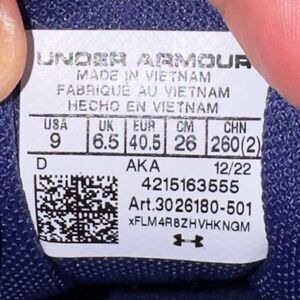 UNDER ARMOUR
MADE IN VIETNAM
FABRIQUÉ AU VIETNAM
HECHO EN VIETNAM
USA UK EUR CM CHN
9 6.5 40.5 26 260(2)
D AKA 12/22
4215163555
Art.3026180-501
xFLM4R8ZHVHKNGM